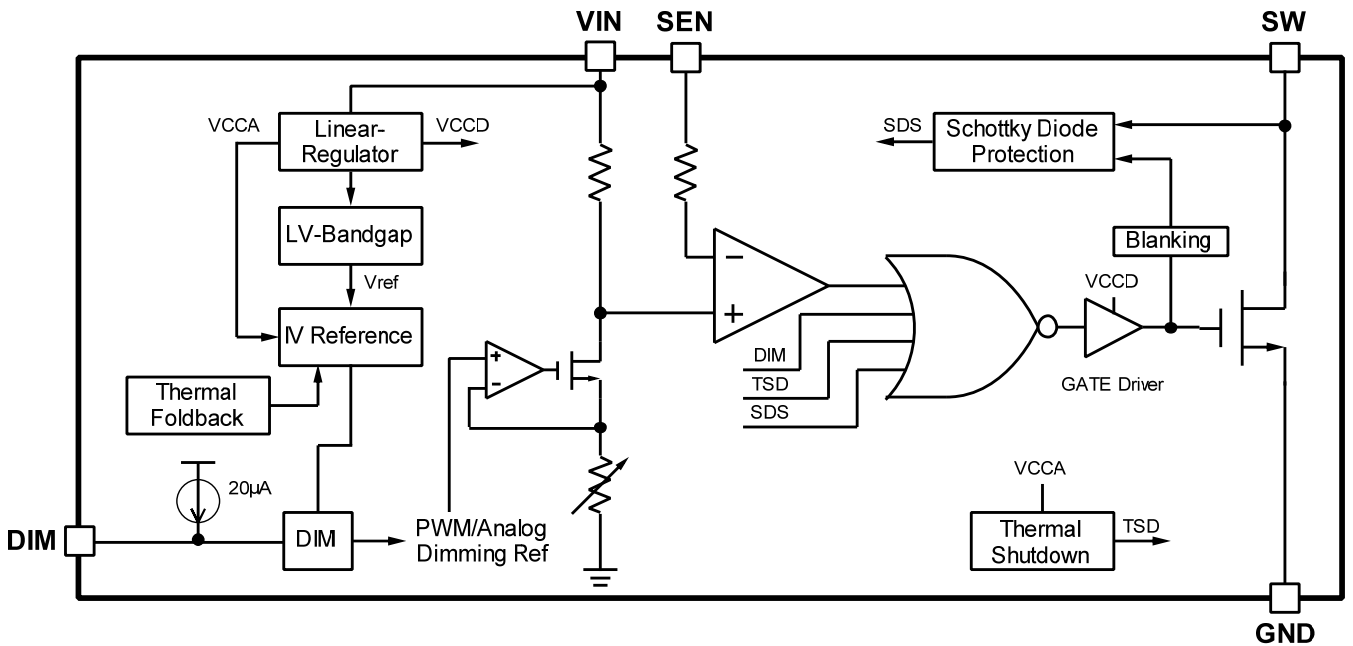 VIN
SEN
SW
VCCA
Linear-
Regulator
VCCD
SDS
Schottky Diode
Protection
LV-Bandgap
Blanking
Vref
VCCD
IV Reference
DIM
TSD
SDS
GATE Driver
Thermal
Foldback
20µA
VCCA
DIM
DIM
PWM/Analog
Dimming Ref
Thermal
Shutdown
TSD
GND